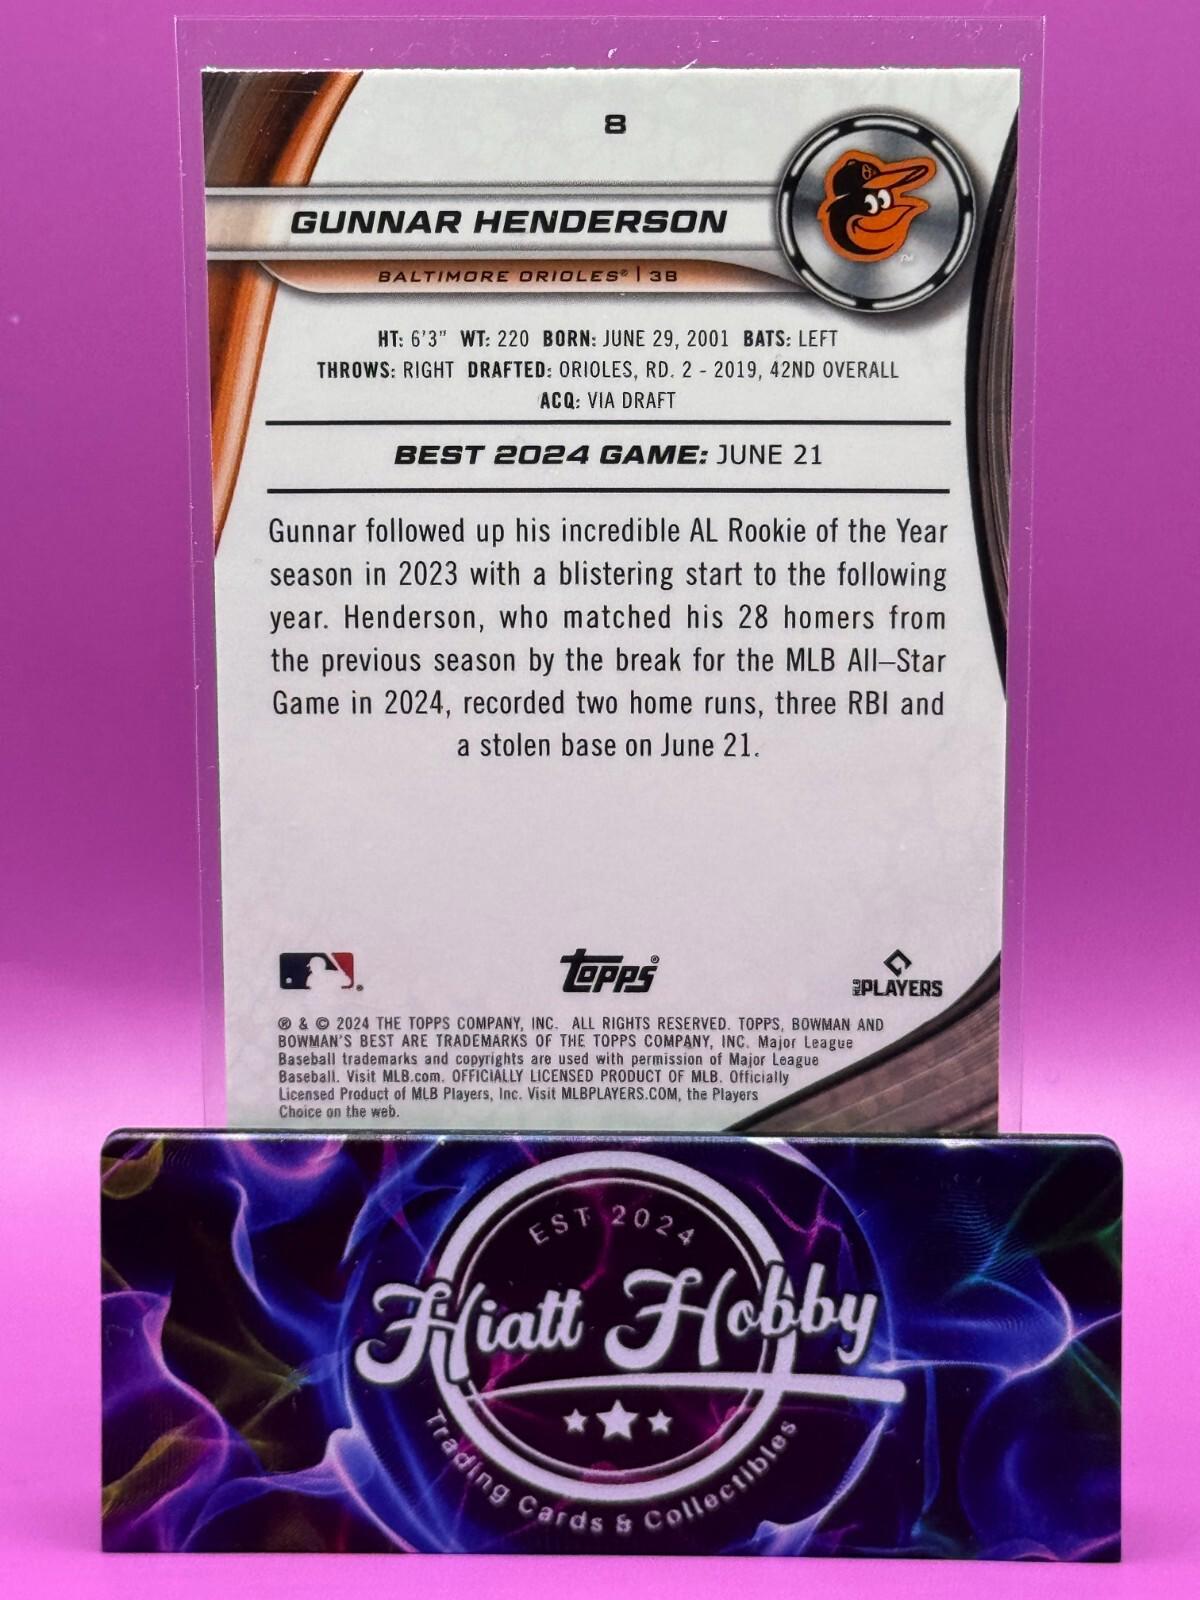 8
GUNNAR HENDERSON
TM
BALTIMORE ORIOLES® | 3B
HT: 6'3" WT: 220 BORN: JUNE 29, 2001 BATS: LEFT
THROWS: RIGHT DRAFTED: ORIOLES, RD. 2 - 2019, 42ND OVERALL
ACQ: VIA DRAFT
BEST 2024 GAME: JUNE 21
Gunnar followed up his incredible AL Rookie of the Year
season in 2023 with a blistering start to the following
year. Henderson, who matched his 28 homers from
the previous season by the break for the MLB All–Star
Game in 2024, recorded two home runs, three RBI and
a stolen base on June 21.
®
topps®
MLB PLAYERS
® & © 2024 THE TOPPS COMPANY, INC. ALL RIGHTS RESERVED. TOPPS, BOWMAN AND
BOWMAN'S BEST ARE TRADEMARKS OF THE TOPPS COMPANY, INC. Major League
Baseball trademarks and copyrights are used with permission of Major League
Baseball. Visit MLB.com. OFFICIALLY LICENSED PRODUCT OF MLB. Officially
Licensed Product of MLB Players, Inc. Visit MLBPLAYERS.COM, the Players
Choice on the web.
EST 2024
Hiatt Hobby
Trading Cards & Collectibles